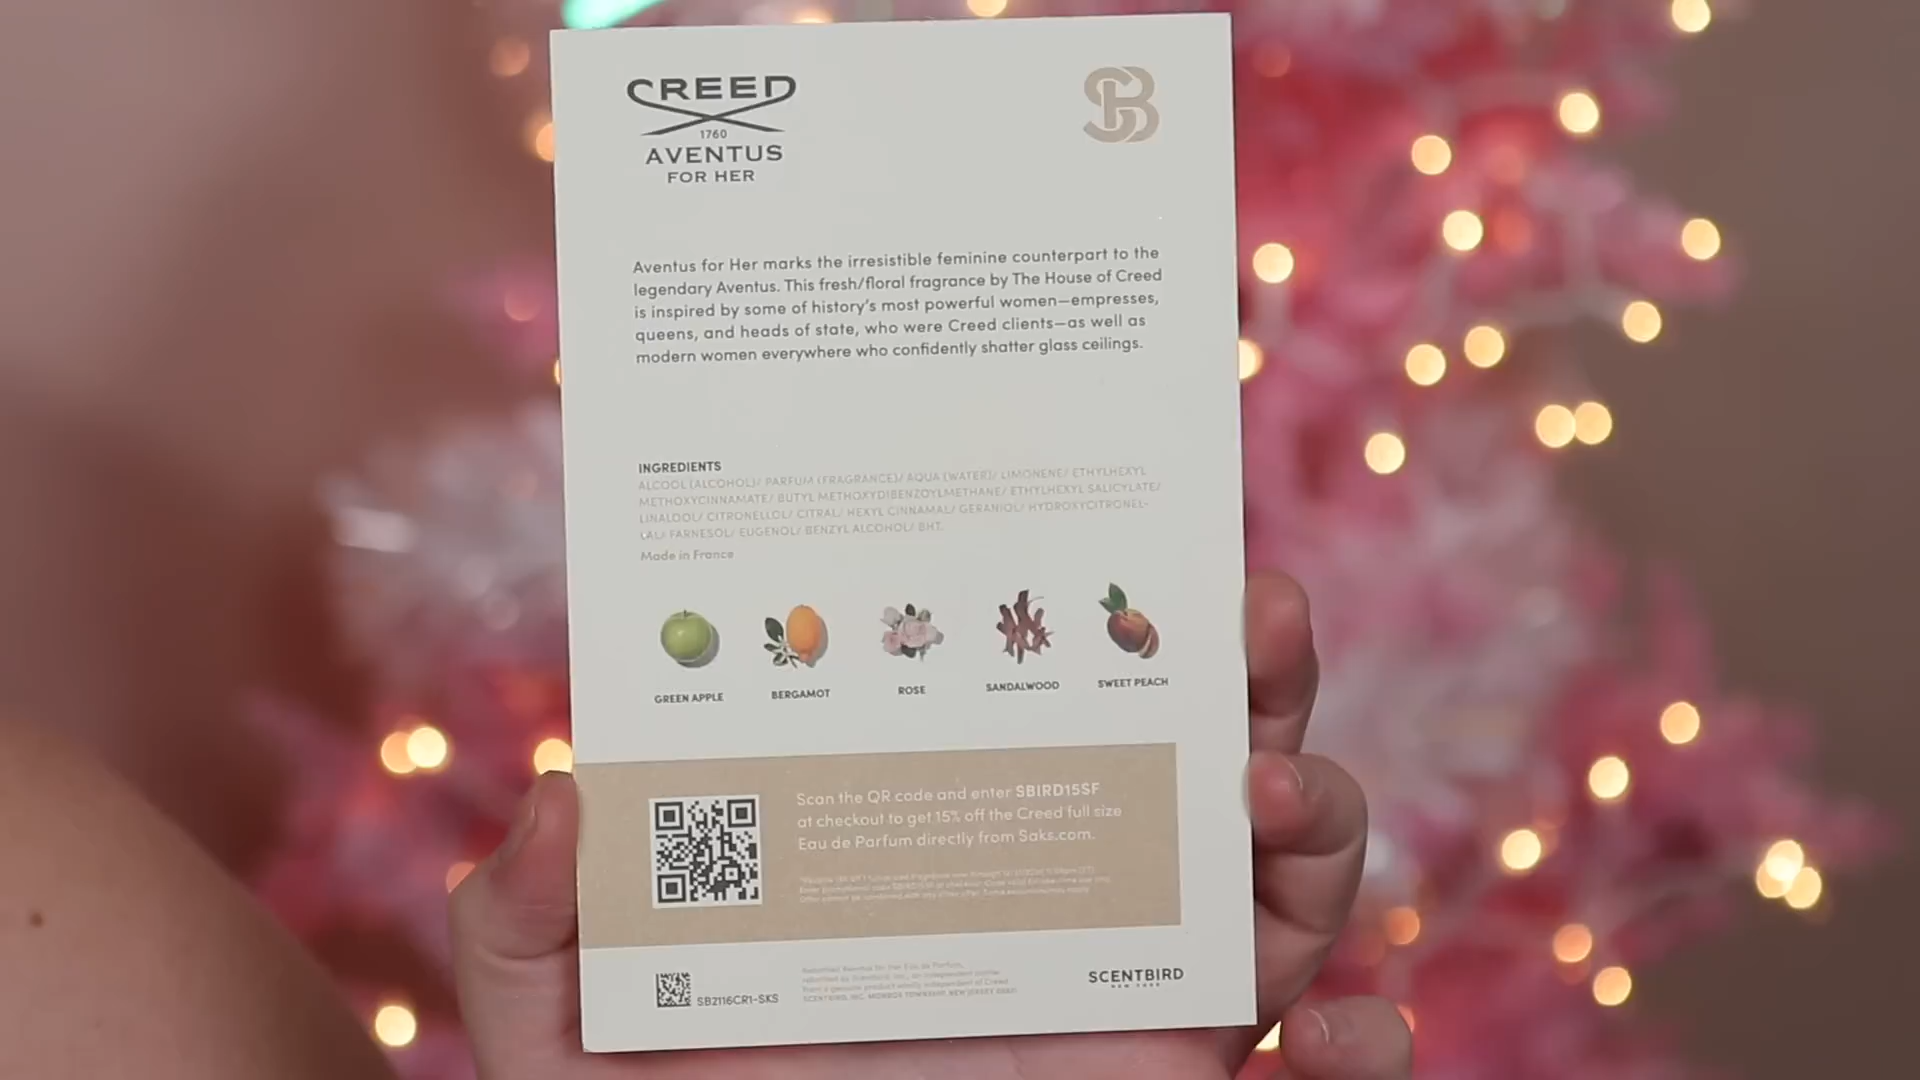 CREED
1760
AVENTUS
FOR HER
SB
Aventus for Her marks the irresistible feminine counterpart to the
legendary Aventus. This fresh/floral fragrance by The House of Creed
is inspired by some of history's most powerful women—empresses,
queens, and heads of state, who were Creed clients—as well as
modern women everywhere who confidently shatter glass ceilings.
INGREDIENTS
ALCOOL (ALCOHOL)/ PARFUM (FRAGRANCE)/ AQUA (WATER)/ LIMONENE/ ETHYLHEXYL
METHOXYCINNAMATE/ BUTYL METHOXYDIBENZOYLMETHANE/ ETHYLHEXYL SALICYLATE/
LINALOOL/ CITRONELLOL/ CITRAL/ HEXYL CINNAMAL/ GERANIOL/ HYDROXYCITRONEL-
LAL/ FARNESOL/ EUGENOL/ BENZYL ALCOHOL/ BHT.
Made in France
GREEN APPLE BERGAMOT ROSE SANDALWOOD SWEET PEACH
Scan the QR code and enter SBIRD15SF
at checkout to get 15% off the Creed full size
Eau de Parfum directly from Saks.com.
SB2116CR1-SKS
SCENTBIRD
NEW YORK